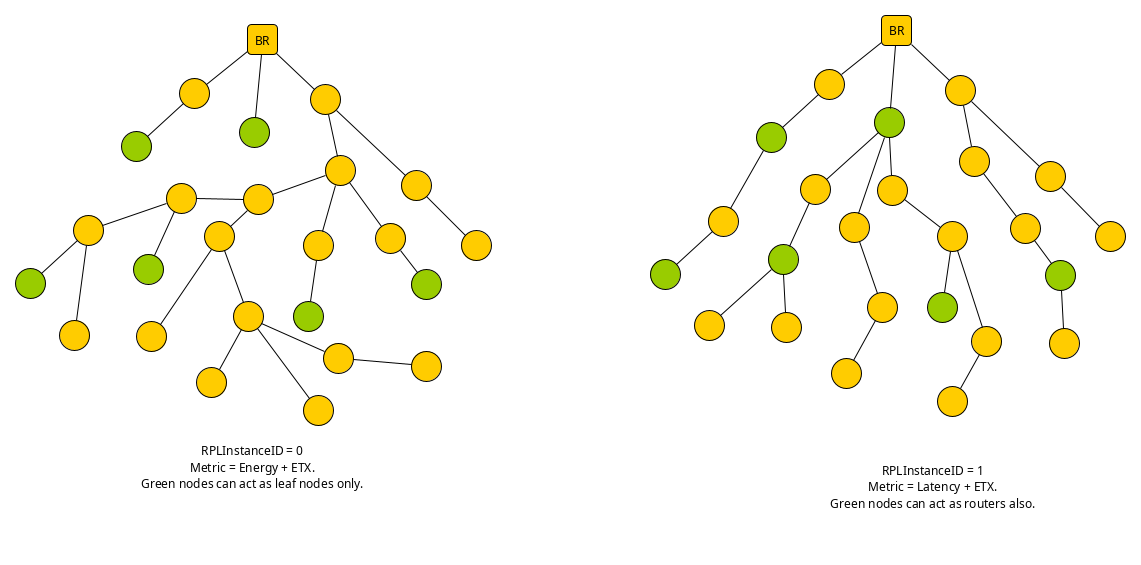 BR
RPLInstanceID = 0
Metric = Energy + ETX.
Green nodes can act as leaf nodes only.
BR
RPLInstanceID = 1
Metric = Latency + ETX.
Green nodes can act as routers also.